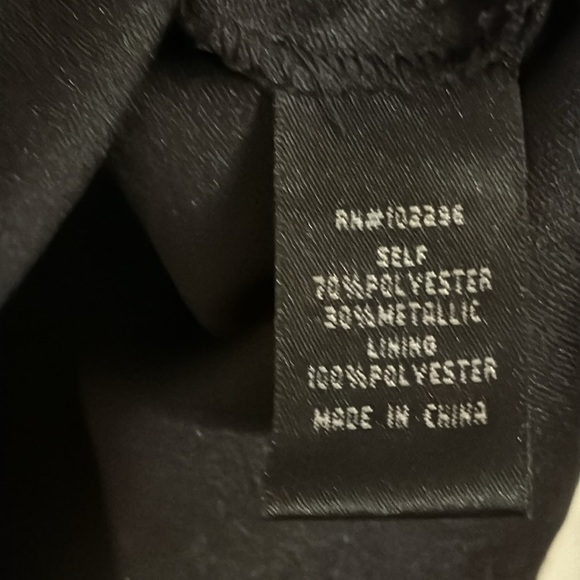 RN#102296
SELF
70%POLYESTER
30%METALLIC
LINING
100%POLYESTER
MADE IN CHINA